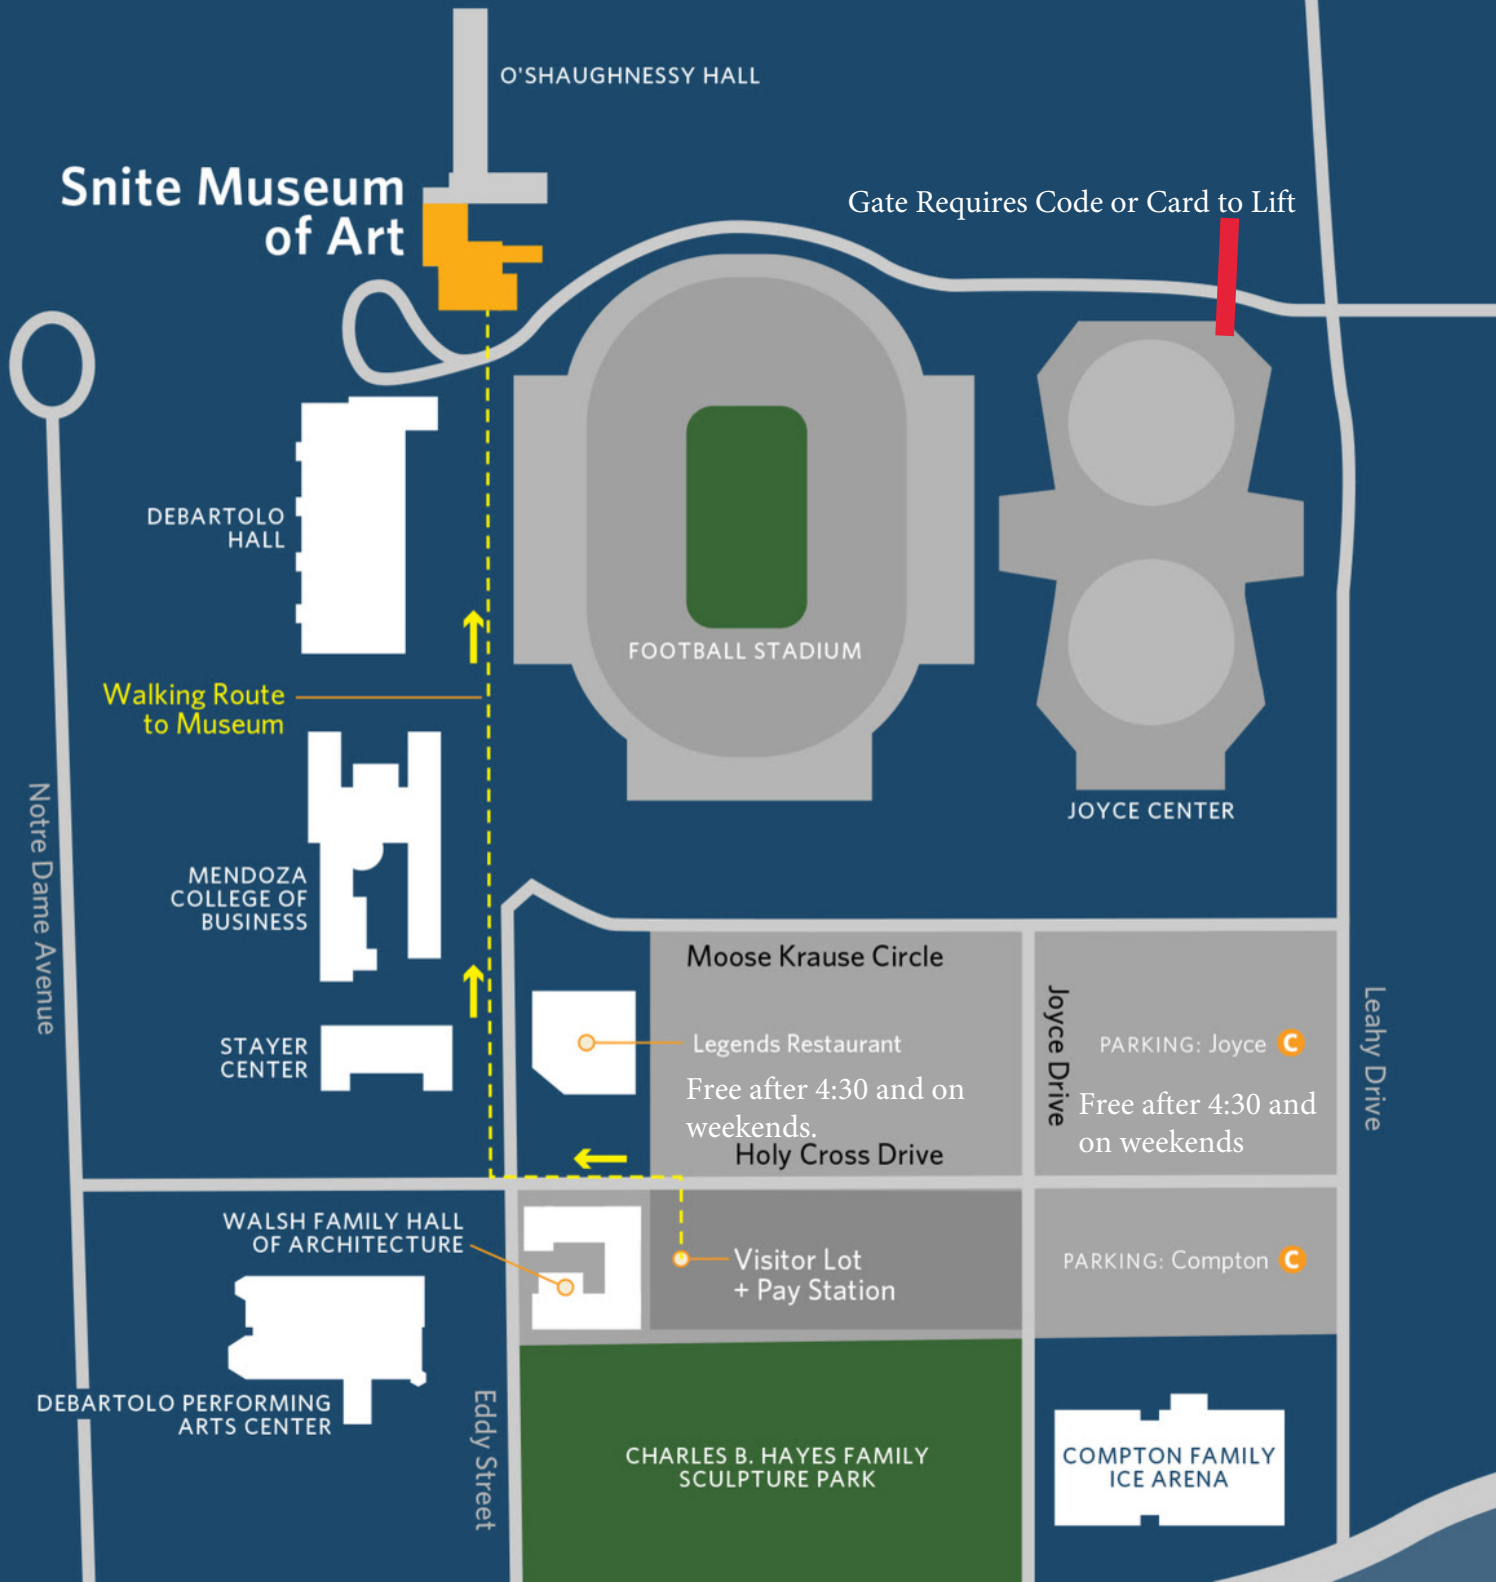 O'SHAUGHNESSY HALL
Snite Museum
of Art
Gate Requires Code or Card to Lift
DEBARTOLO
HALL
FOOTBALL STADIUM
Walking Route
to Museum
JOYCE CENTER
Notre Dame Avenue
MENDOZA
COLLEGE OF
BUSINESS
Moose Krause Circle
Joyce Drive
Leahy Drive
STAYER
CENTER
Legends Restaurant
PARKING: Joyce C
Free after 4:30 and on
weekends.
Free after 4:30 and
on weekends
Holy Cross Drive
WALSH FAMILY HALL
OF ARCHITECTURE
Visitor Lot
+ Pay Station
PARKING: Compton C
DEBARTOLO PERFORMING
ARTS CENTER
Eddy Street
CHARLES B. HAYES FAMILY
SCULPTURE PARK
COMPTON FAMILY
ICE ARENA